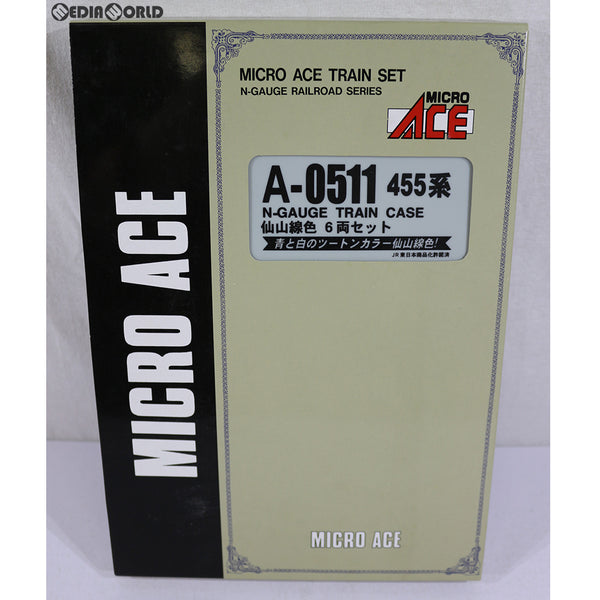 MEDIAWORLD
MICRO ACE TRAIN SET
N-GAUGE RAILROAD SERIES
MICRO
ACE
A-0511 455系
N-GAUGE TRAIN CASE
仙山線色 6両セット
青と白のツートンカラー仙山線色!
JR東日本商品化許諾済
MICRO ACE
MICRO ACE